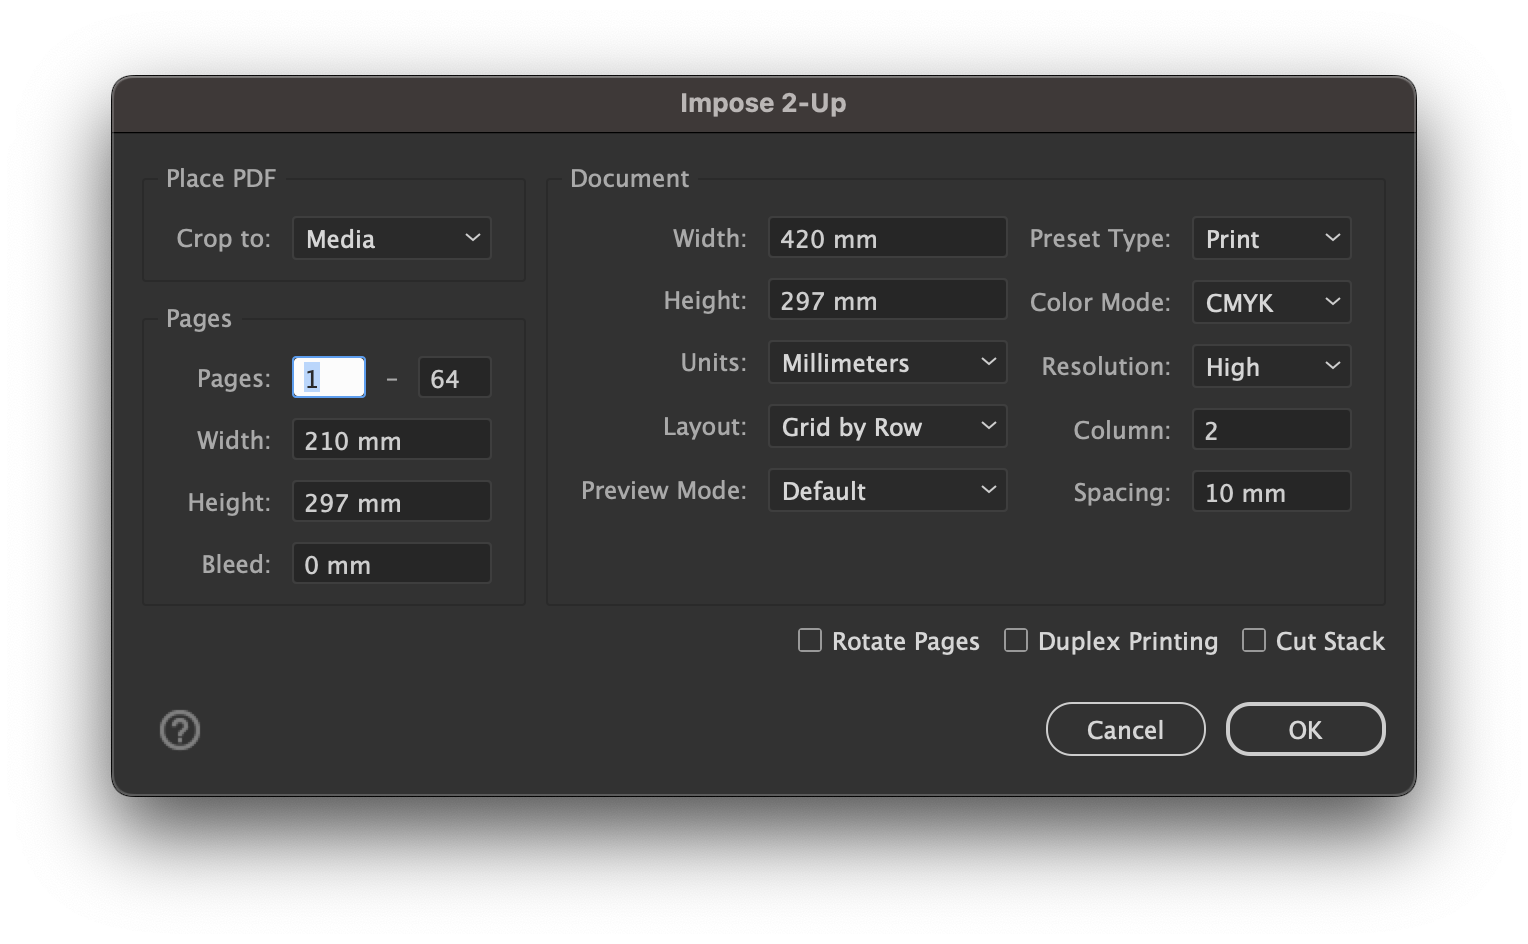 Impose 2-Up
Place PDF
Crop to: Media
Pages
Pages: 1 – 64
Width: 210 mm
Height: 297 mm
Bleed: 0 mm
Document
Width: 420 mm
Height: 297 mm
Units: Millimeters
Layout: Grid by Row
Preview Mode: Default
Preset Type: Print
Color Mode: CMYK
Resolution: High
Column: 2
Spacing: 10 mm
Rotate Pages Duplex Printing Cut Stack
?
Cancel OK